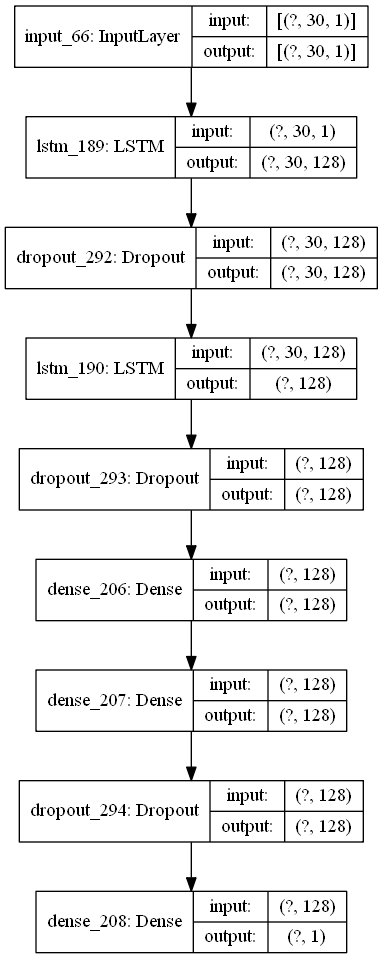 input_66: InputLayer
input:
[(?, 30, 1)]
output:
[(?, 30, 1)]
lstm_189: LSTM
input:
(?, 30, 1)
output:
(?, 30, 128)
dropout_292: Dropout
input:
(?, 30, 128)
output:
(?, 30, 128)
lstm_190: LSTM
input:
(?, 30, 128)
output:
(?, 128)
dropout_293: Dropout
input:
(?, 128)
output:
(?, 128)
dense_206: Dense
input:
(?, 128)
output:
(?, 128)
dense_207: Dense
input:
(?, 128)
output:
(?, 128)
dropout_294: Dropout
input:
(?, 128)
output:
(?, 128)
dense_208: Dense
input:
(?, 128)
output:
(?, 1)